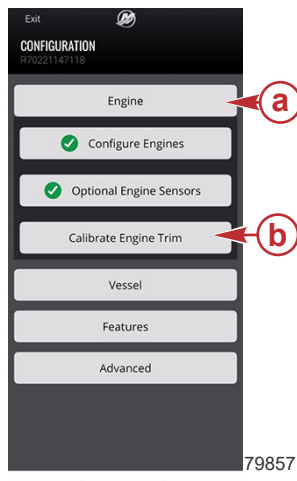 Exit
CONFIGURATION
R70221147118
Engine
a
Configure Engines
Optional Engine Sensors
Calibrate Engine Trim
b
Vessel
Features
Advanced
79857